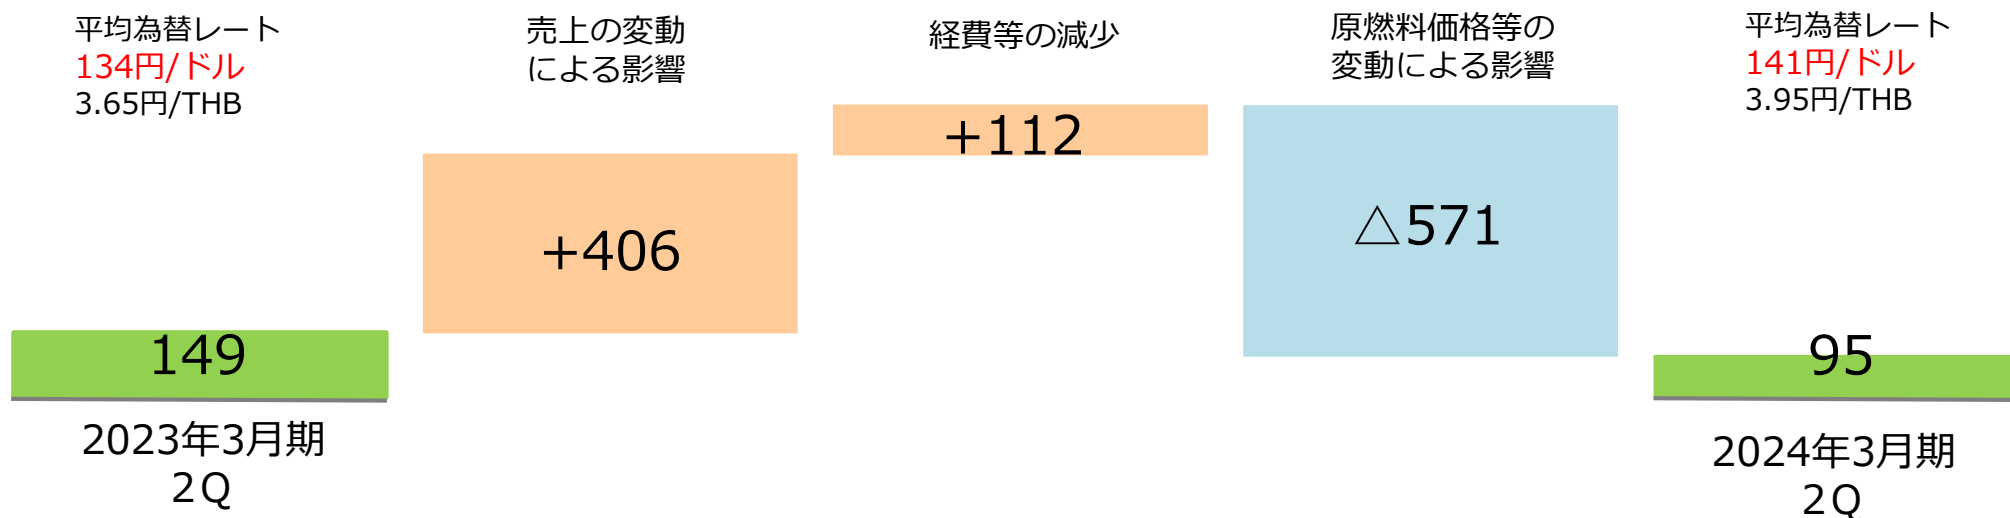 平均為替レート
134円/ドル
3.65円/THB
売上の変動
による影響
経費等の減少
原燃料価格等の
変動による影響
平均為替レート
141円/ドル
3.95円/THB
149
+406
+112
△571
95
2023年3月期
２Q
2024年3月期
２Q